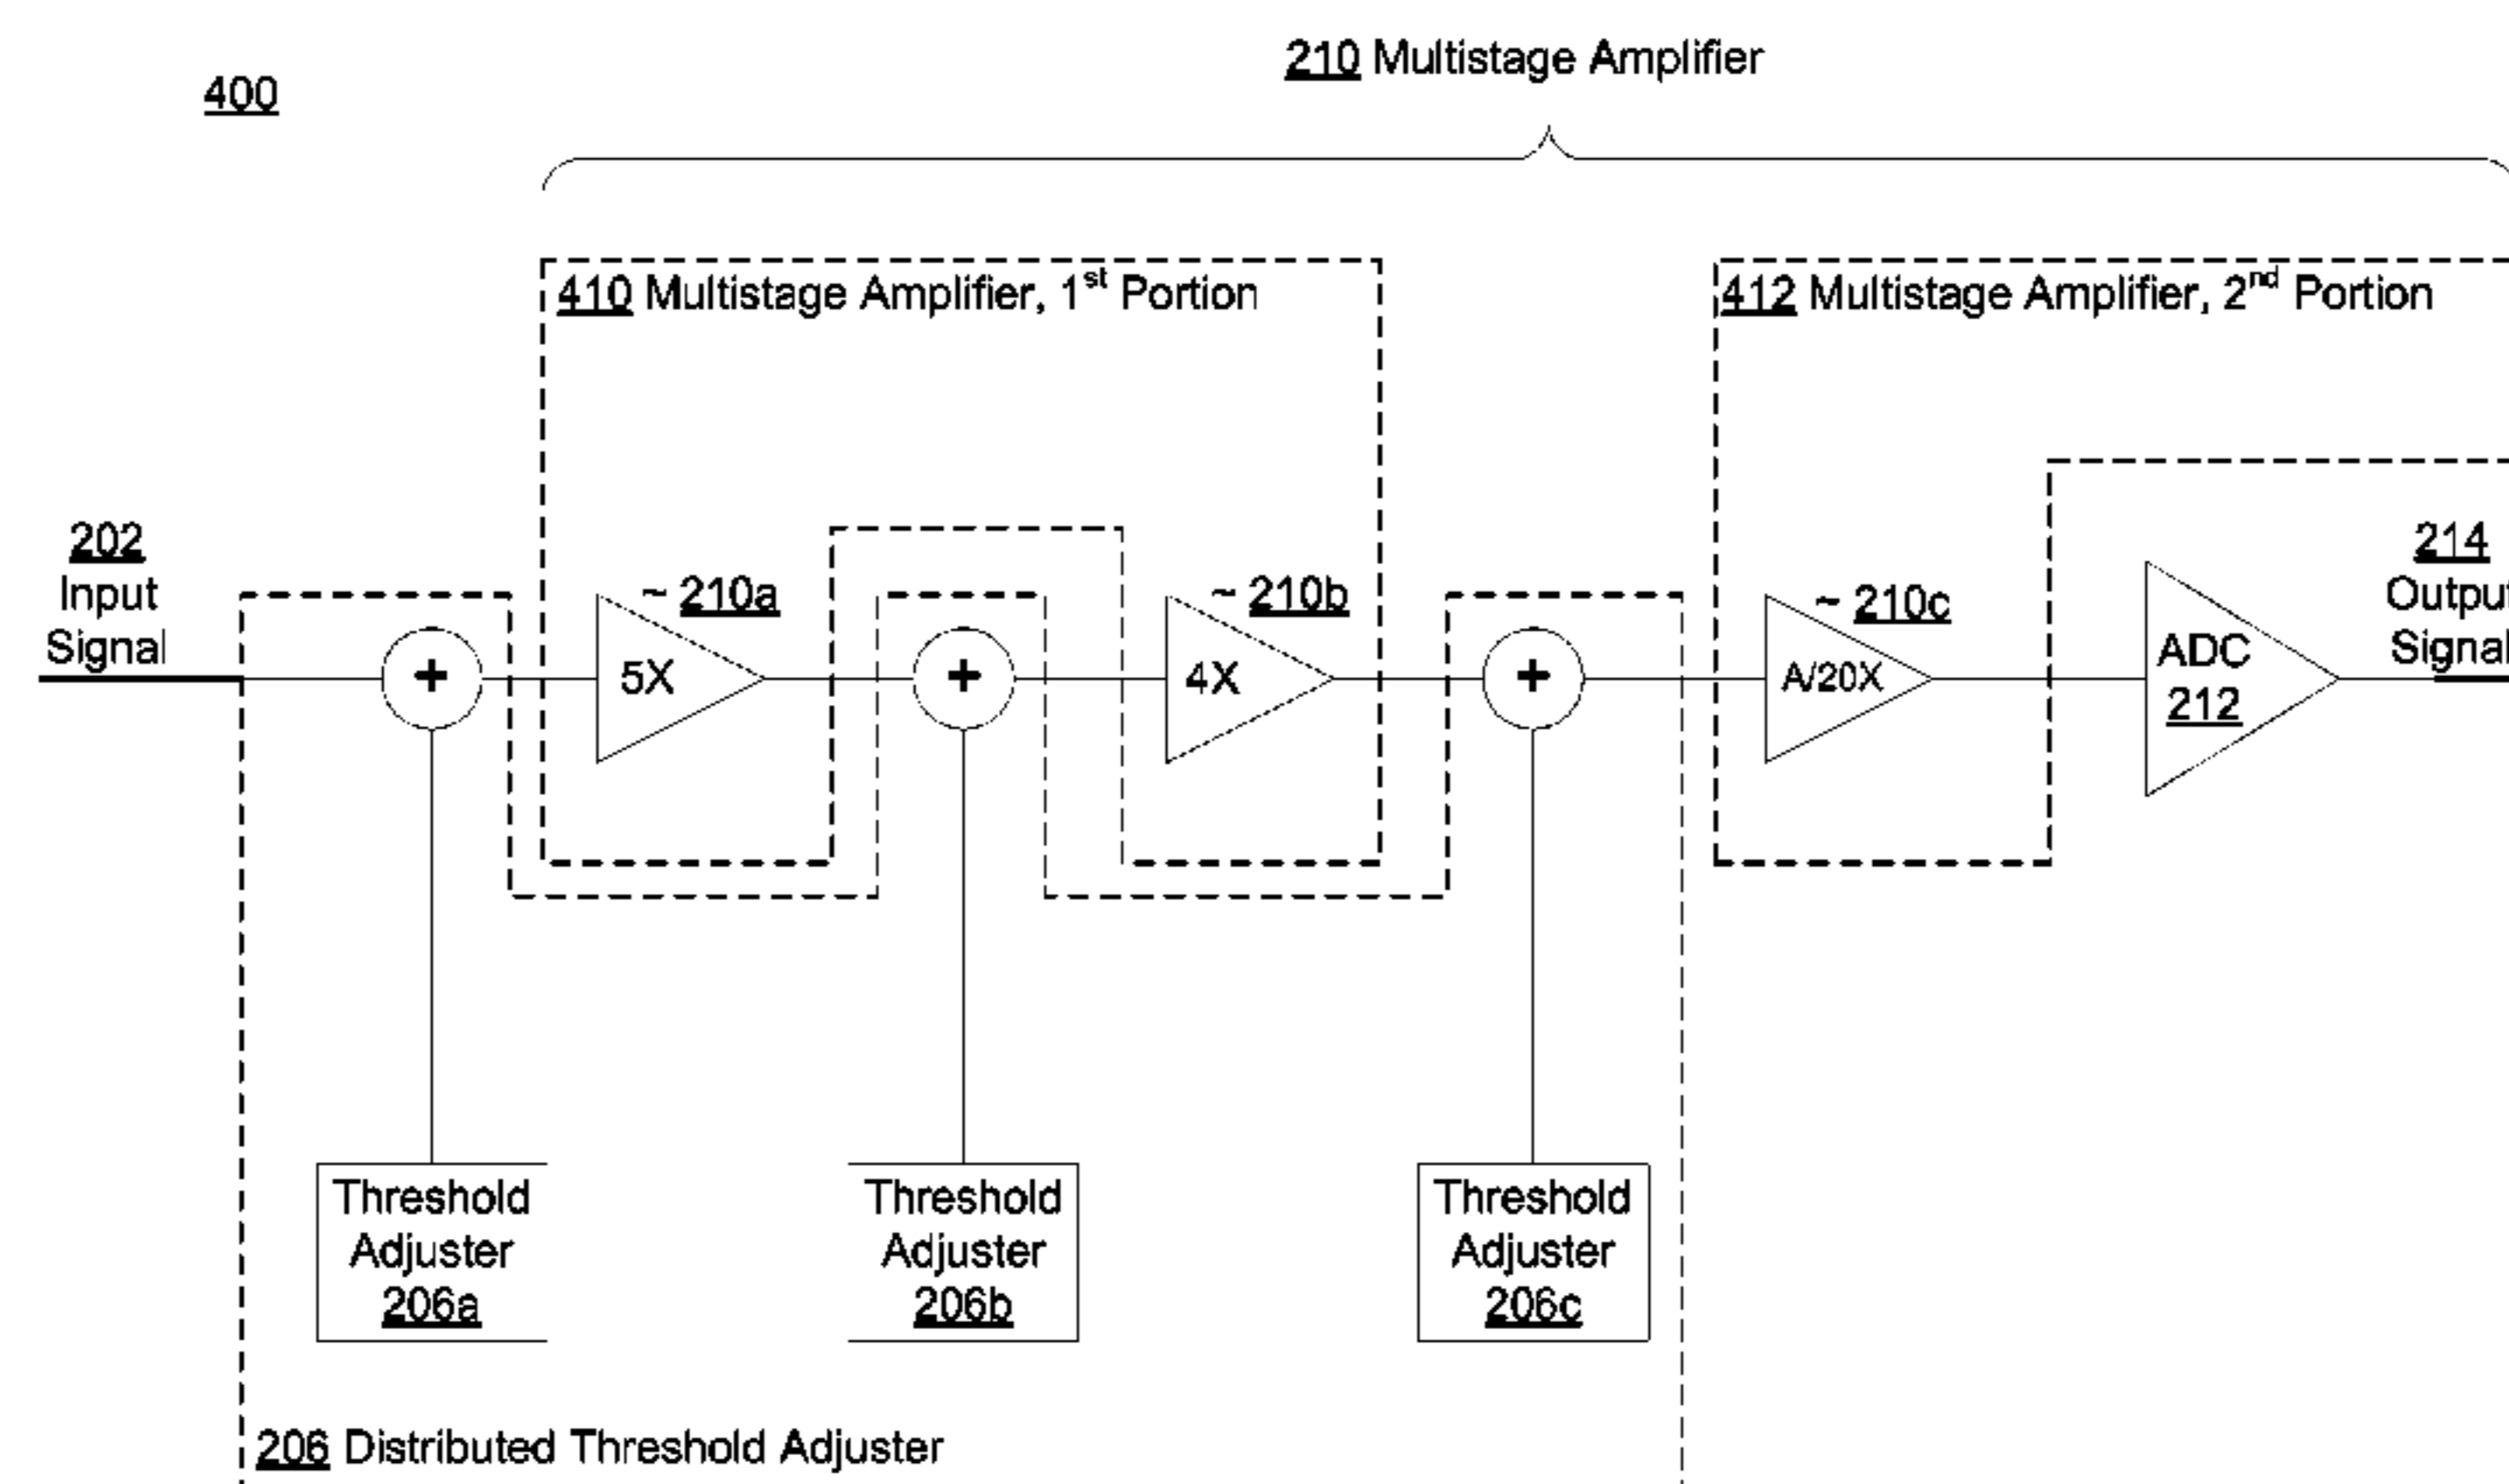 210 Multistage Amplifier
400
410 Multistage Amplifier, 1st Portion
412 Multistage Amplifier, 2nd Portion
202
Input
Signal
+
~ 210a
5X
+
~ 210b
4X
+
~ 210c
A/20X
ADC
212
214
Output
Signal
Threshold
Adjuster
206a
Threshold
Adjuster
206b
Threshold
Adjuster
206c
206 Distributed Threshold Adjuster